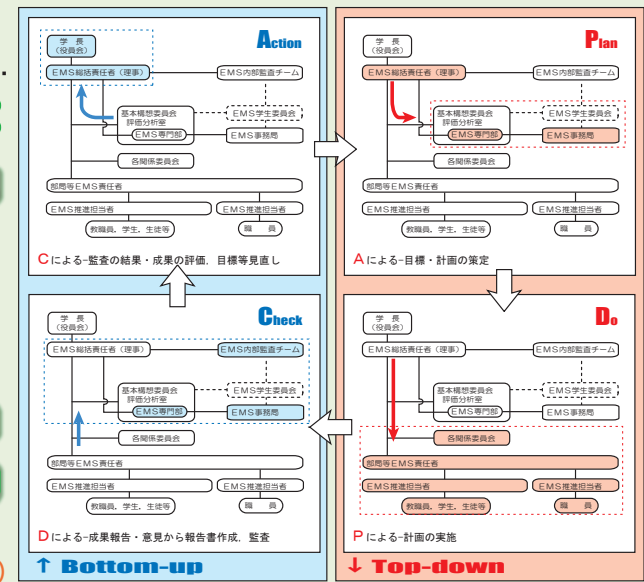 Action
学 長
(役員会)
EMS総括責任者(理事)
EMS内部監査チーム
基本構想委員会
評価分析室
EMS専門部
EMS学生委員会
EMS事務局
各関係委員会
部局等EMS責任者
EMS推進担当者
EMS推進担当者
教職員,学生,生徒等
職 員
Cによる-監査の結果・成果の評価,目標等見直し
Plan
学 長
(役員会)
EMS総括責任者(理事)
EMS内部監査チーム
基本構想委員会
評価分析室
EMS専門部
EMS学生委員会
EMS事務局
各関係委員会
部局等EMS責任者
EMS推進担当者
EMS推進担当者
教職員,学生,生徒等
職 員
Aによる-目標・計画の策定
Check
学 長
(役員会)
EMS総括責任者(理事)
EMS内部監査チーム
基本構想委員会
評価分析室
EMS専門部
EMS学生委員会
EMS事務局
各関係委員会
部局等EMS責任者
EMS推進担当者
EMS推進担当者
教職員,学生,生徒等
職 員
Dによる-成果報告・意見から報告書作成,監査
↑ Bottom-up
Do
学 長
(役員会)
EMS総括責任者(理事)
EMS内部監査チーム
基本構想委員会
評価分析室
EMS専門部
EMS学生委員会
EMS事務局
各関係委員会
部局等EMS責任者
EMS推進担当者
EMS推進担当者
教職員,学生,生徒等
職 員
Pによる-計画の実施
↓ Top-down